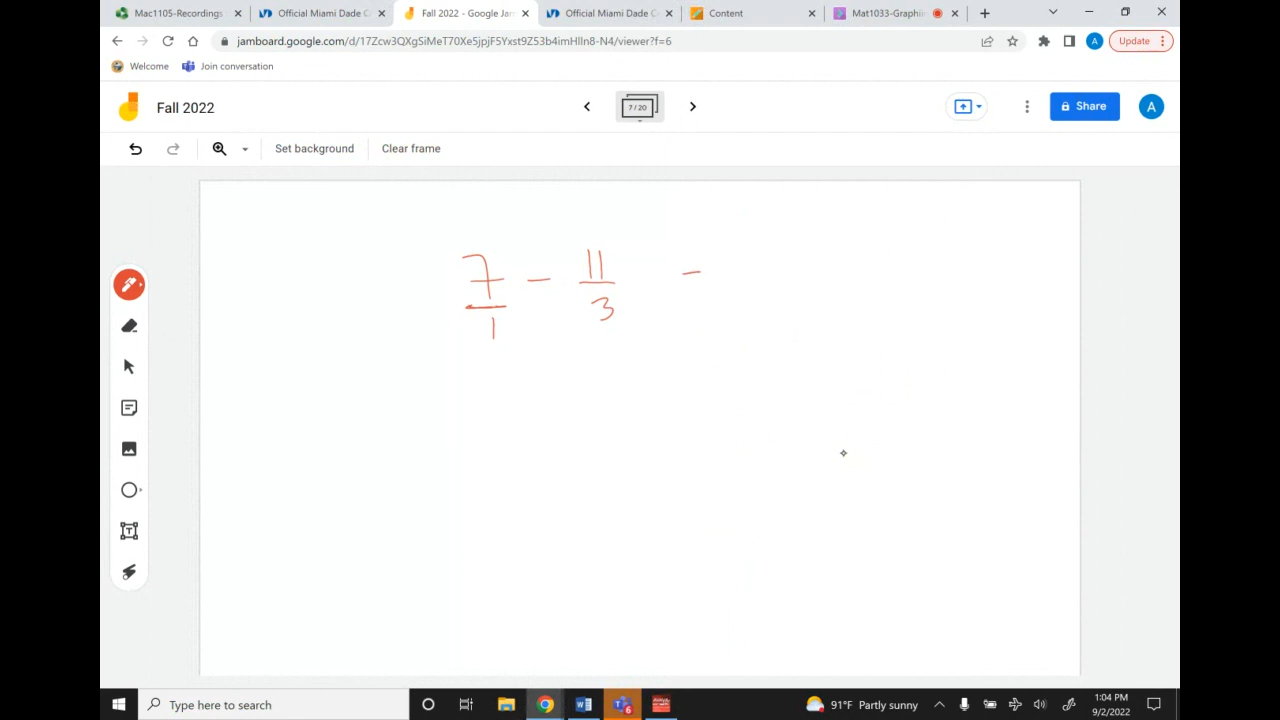 Mac1105-Recordings
Official Miami Dade C
Fall 2022 - Google Jam
Official Miami Dade C
Content
Mat1033-Graphin
jamboard.google.com/d/17Zcw3QXgSiMeT70Xe5jpjF5Yxst9Z53b4imHlln8-N4/viewer?f=6
Update
Welcome
Join conversation
Fall 2022
7 / 20
Share
A
Set background
Clear frame
7/1 - 11/3 -
Type here to search
6
91°F Partly sunny
1:04 PM
9/2/2022